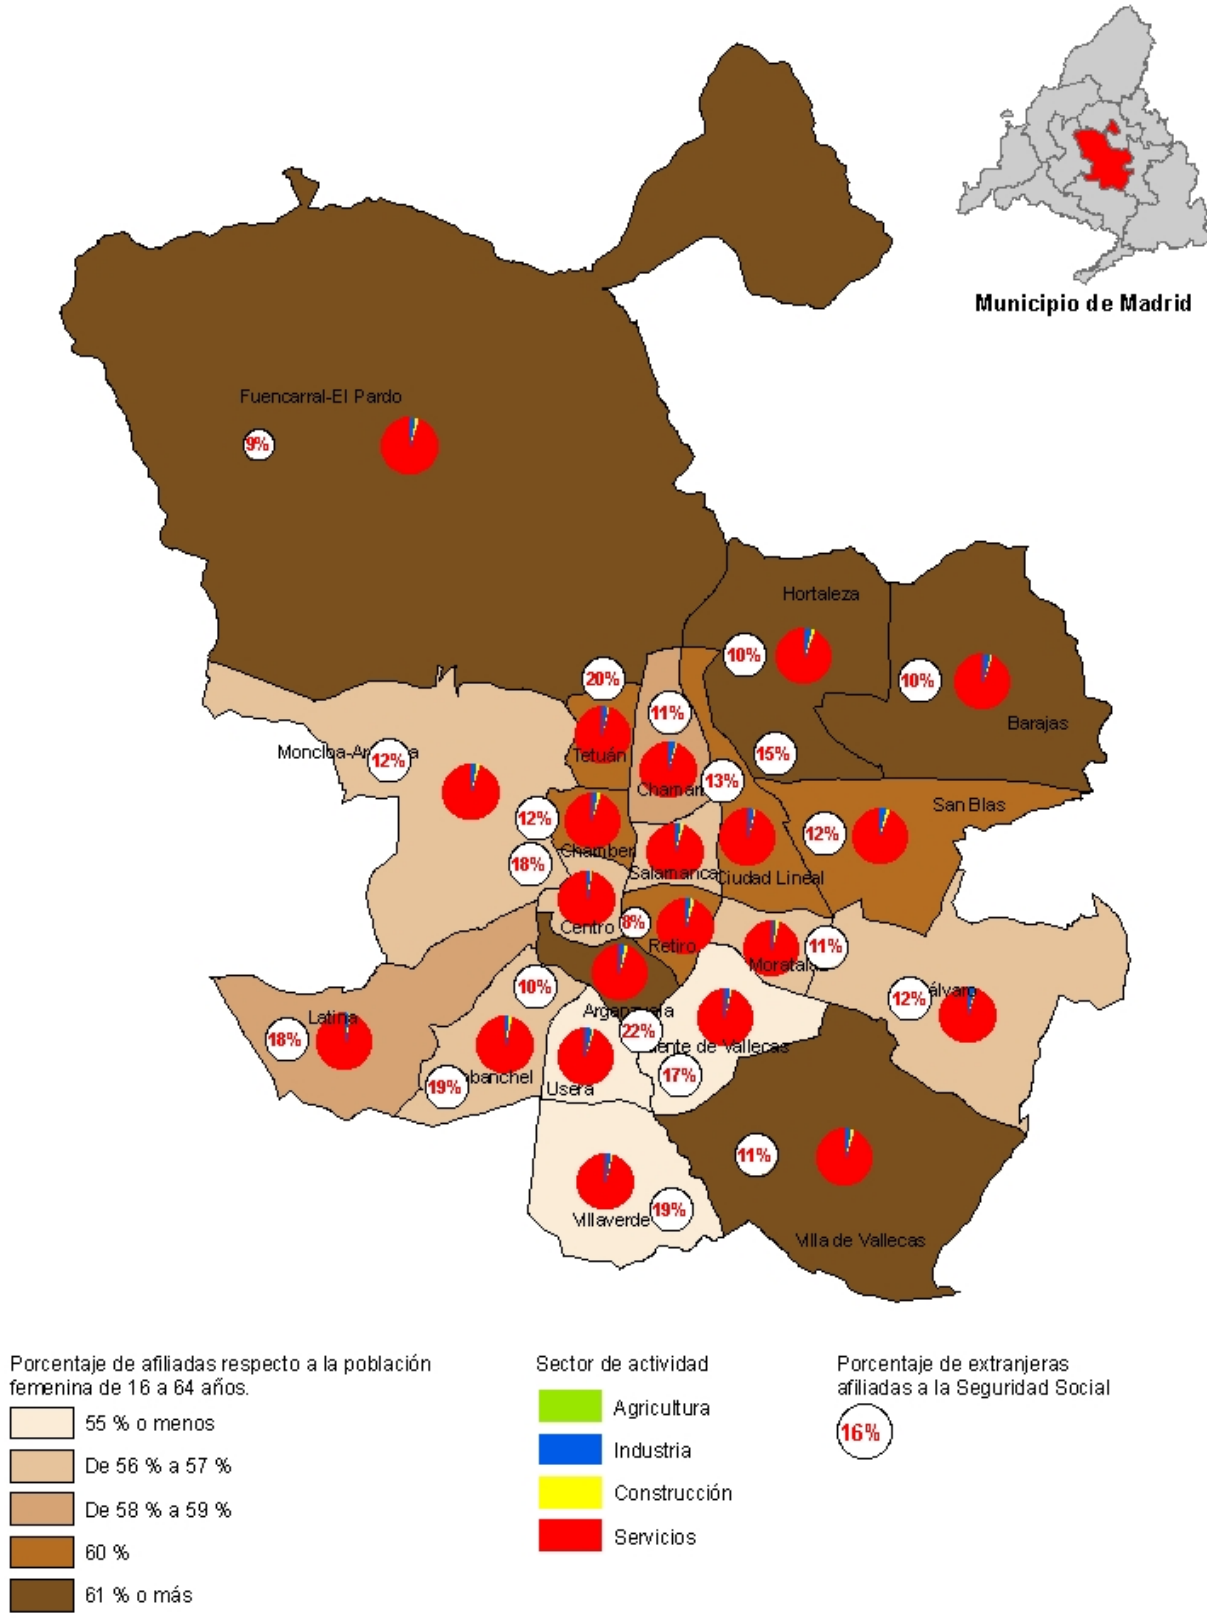 Municipio de Madrid
Fuencarral-El Pardo
9%
Hortaleza
10%
10%
Barajas
20%
11%
Tetuán
15%
12%
13%
San Blas
12%
12%
18%
Salamanca
Ciudad Lineal
Centro
8%
Retiro
11%
10%
12%
Latina
18%
22%
de Vallecas
19%
Usera
17%
11%
Villaverde
19%
Villa de Vallecas
Porcentaje de afiliadas respecto a la población
femenina de 16 a 64 años.
55 % o menos
De 56 % a 57 %
De 58 % a 59 %
60 %
61 % o más
Sector de actividad
Agricultura
Industria
Construcción
Servicios
Porcentaje de extranjeras
afiliadas a la Seguridad Social
16%